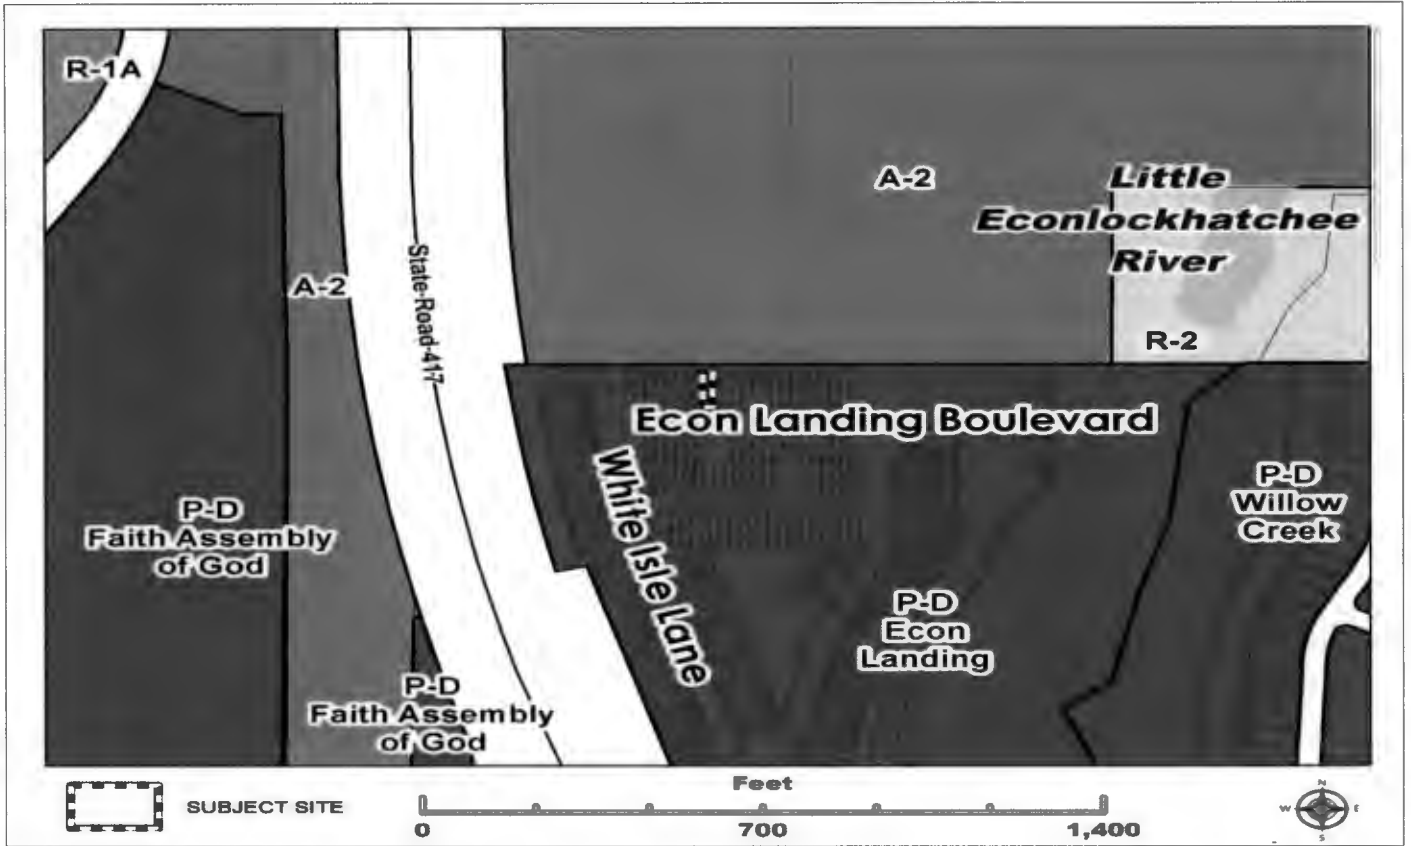 R-1A
A-2
Little
Econlockhatchee
River
A-2
State Road 417
R-2
Econ Landing Boulevard
White Isle Lane
P-D
Willow
Creek
P-D
Faith Assembly
of God
P-D
Econ
Landing
P-D
Faith Assembly
of God
Feet
SUBJECT SITE
0
700
1,400
N
W
E
S